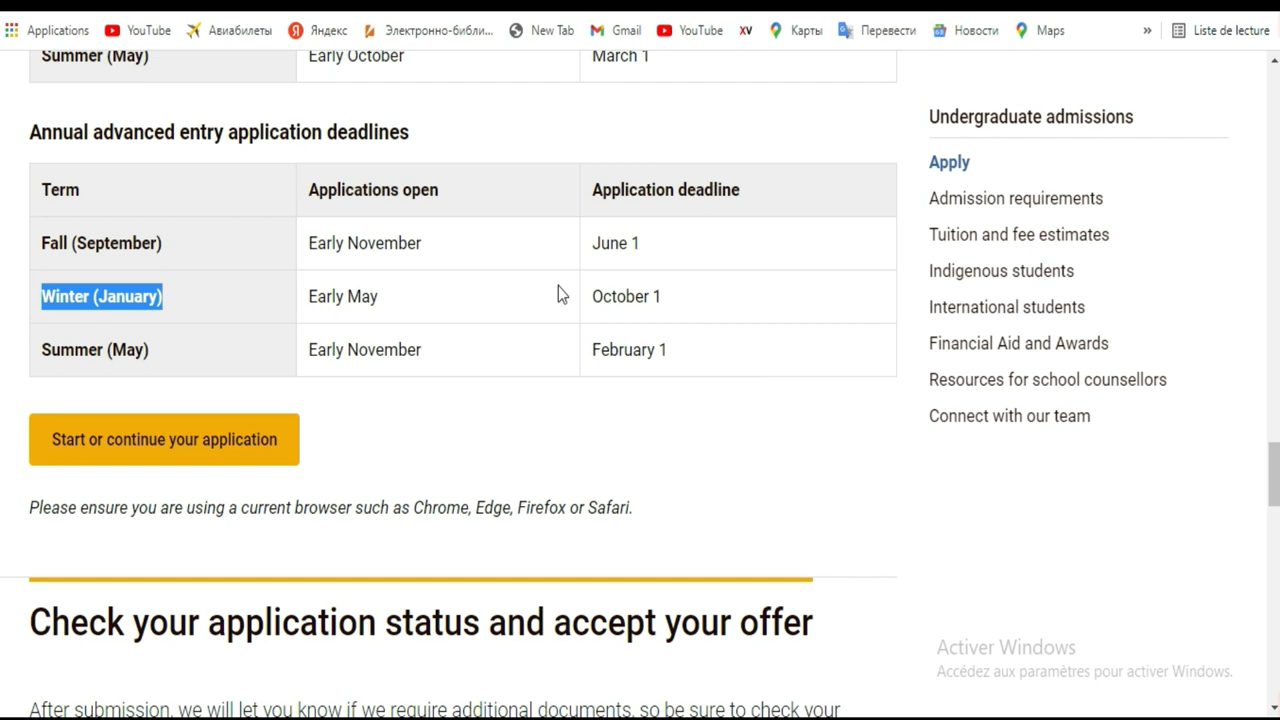 Applications YouTube Авиабилеты Яндекс Электронно-библи... New Tab Gmail YouTube XV Карты Перевести Новости Maps » Liste de lecture
Summer (May) Early October March 1
Annual advanced entry application deadlines
Term Applications open Application deadline
Fall (September) Early November June 1
Winter (January) Early May October 1
Summer (May) Early November February 1
Start or continue your application
Please ensure you are using a current browser such as Chrome, Edge, Firefox or Safari.
Check your application status and accept your offer
After submission, we will let you know if we require additional documents, so be sure to check your
Undergraduate admissions
Apply
Admission requirements
Tuition and fee estimates
Indigenous students
International students
Financial Aid and Awards
Resources for school counsellors
Connect with our team
Activer Windows
Accédez aux paramètres pour activer Windows.